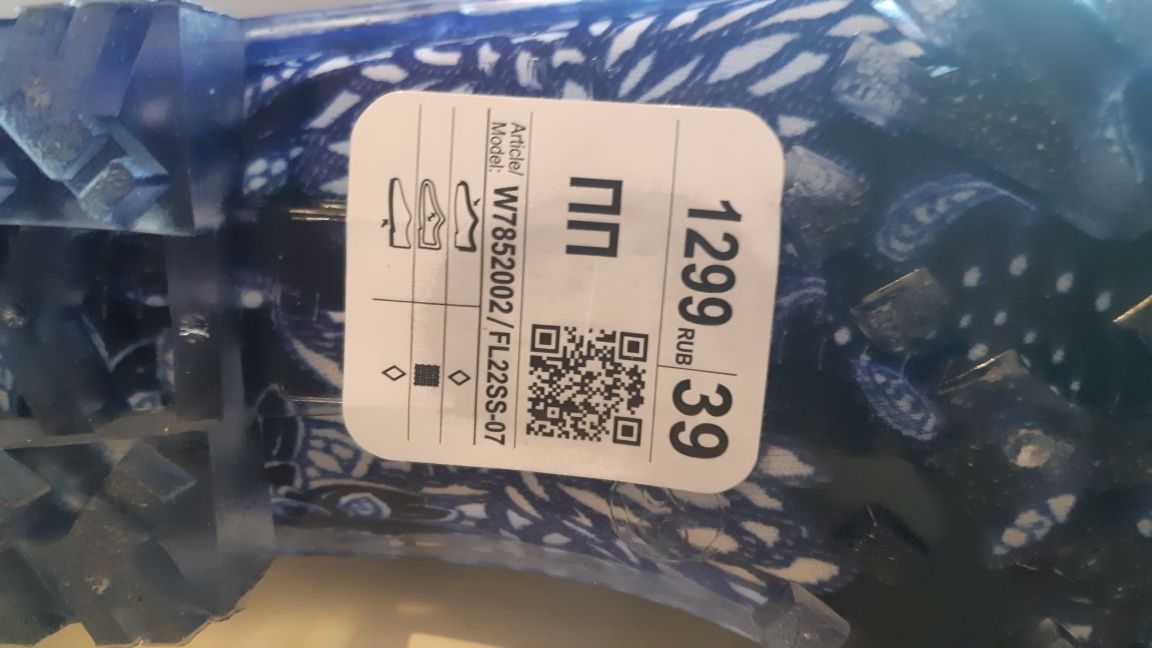 1299 RUB 39
ПП
Article/
Model: W7852002 / FL22SS-07